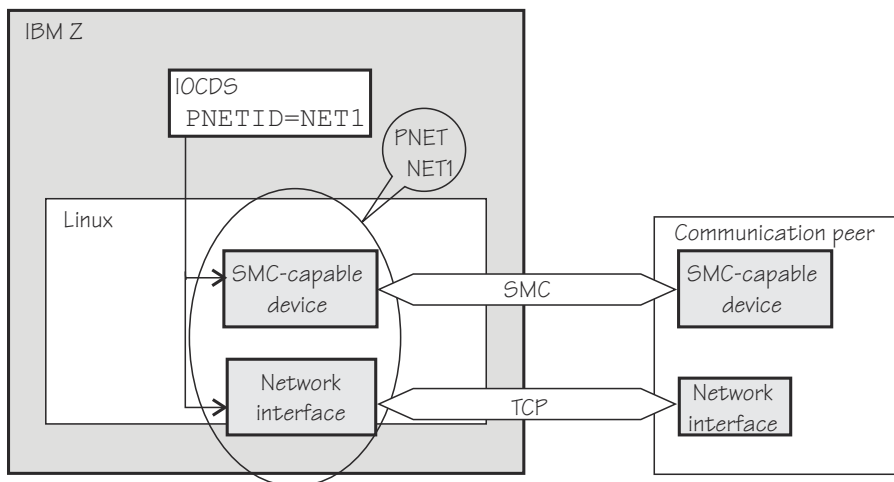 IBM Z
IOCDS
PNETID=NET1
PNET
NET1
Linux
Communication peer
SMC-capable
device
SMC
SMC-capable
device
Network
interface
TCP
Network
interface